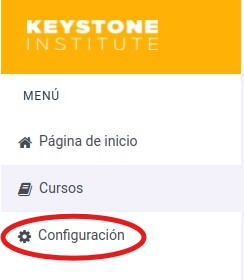 KEYSTONE
INSTITUTE
MENÚ
Página de inicio
Cursos
Configuración